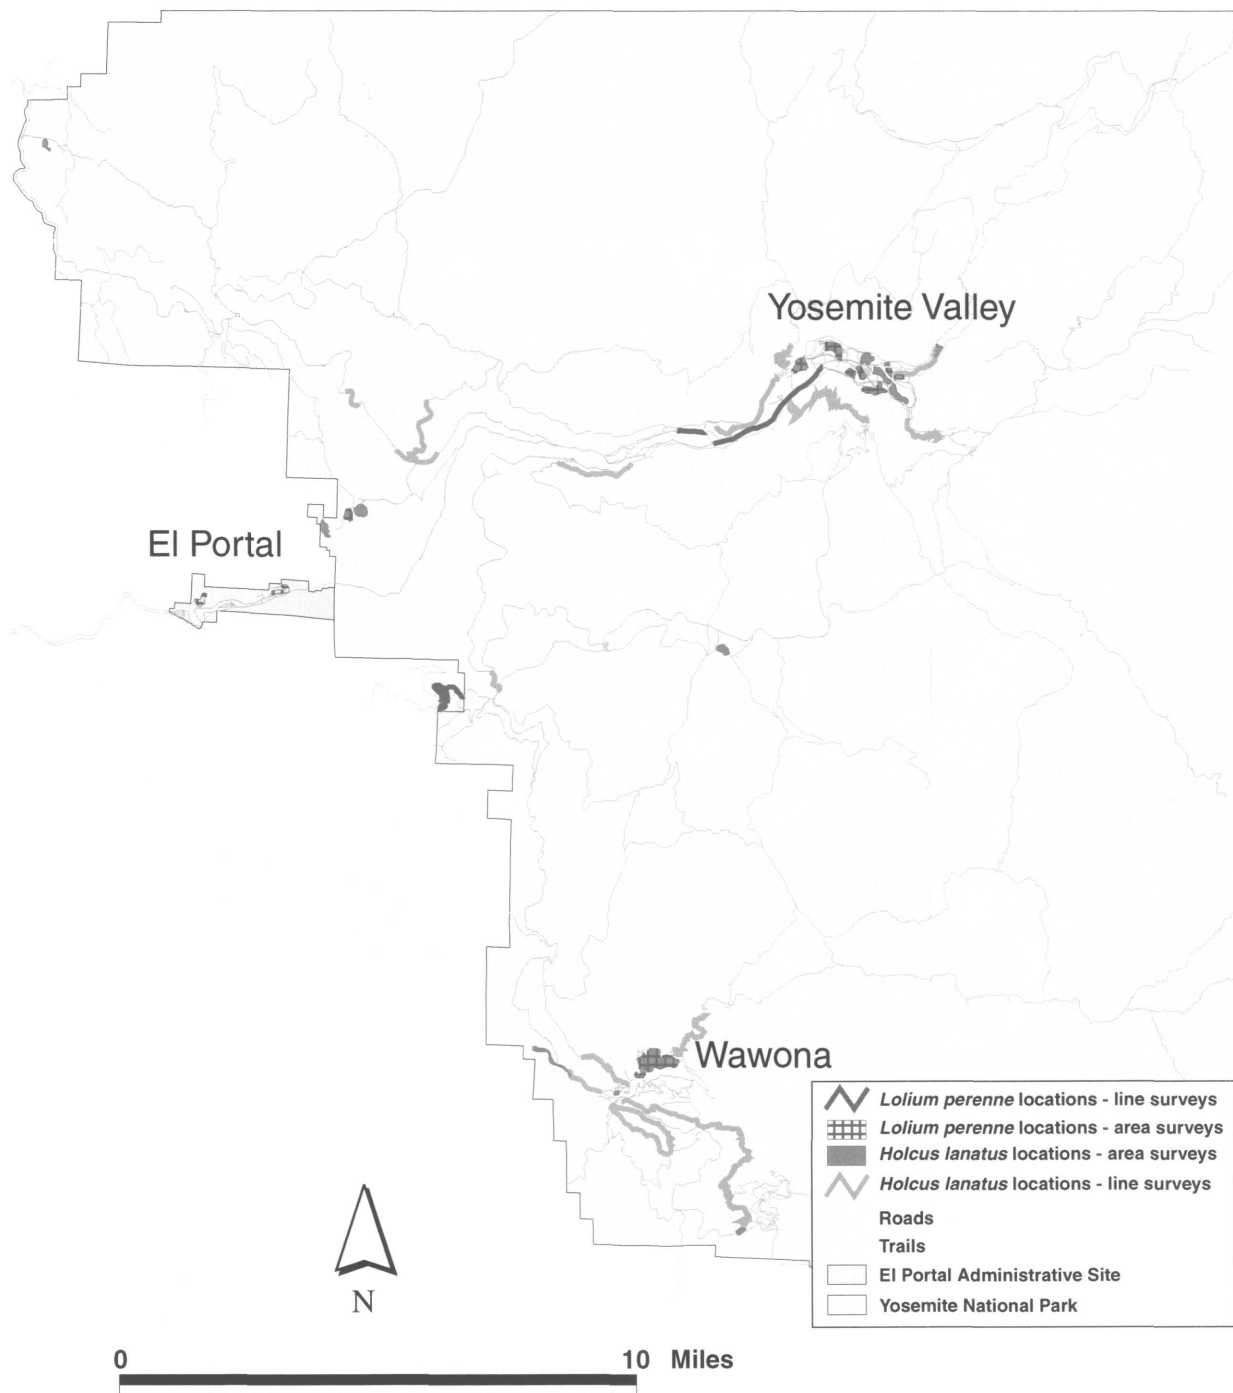 Yosemite Valley
El Portal
Wawona
Lolium perenne locations - line surveys
Lolium perenne locations - area surveys
Holcus lanatus locations - area surveys
Holcus lanatus locations - line surveys
Roads
Trails
El Portal Administrative Site
Yosemite National Park
N
0 10 Miles